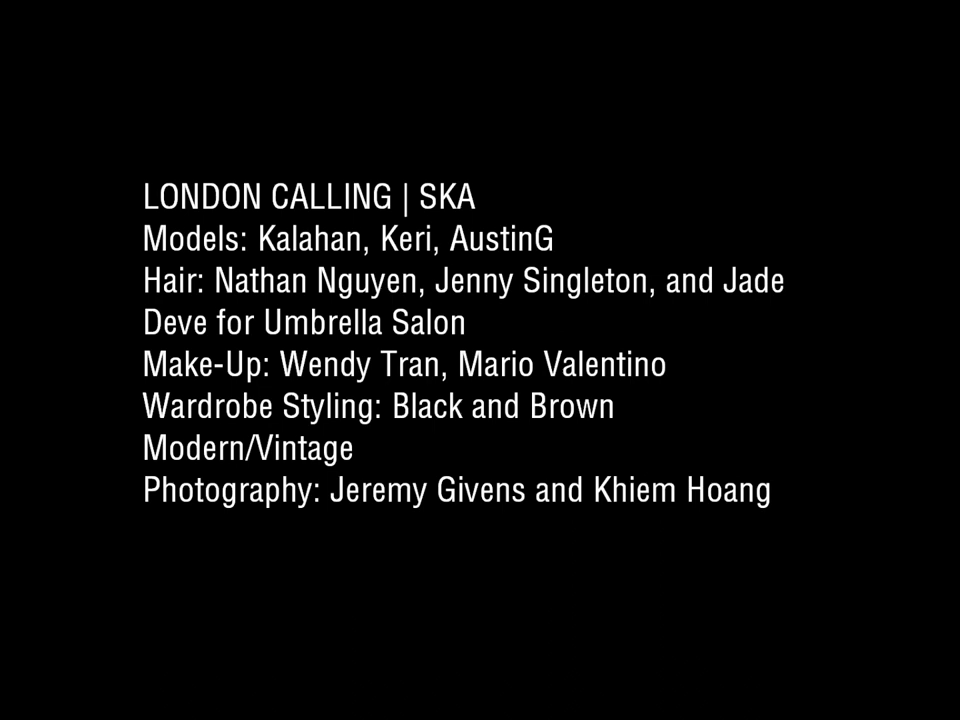 LONDON CALLING | SKA
Models: Kalahan, Keri, AustinG
Hair: Nathan Nguyen, Jenny Singleton, and Jade
Deve for Umbrella Salon
Make-Up: Wendy Tran, Mario Valentino
Wardrobe Styling: Black and Brown
Modern/Vintage
Photography: Jeremy Givens and Khiem Hoang